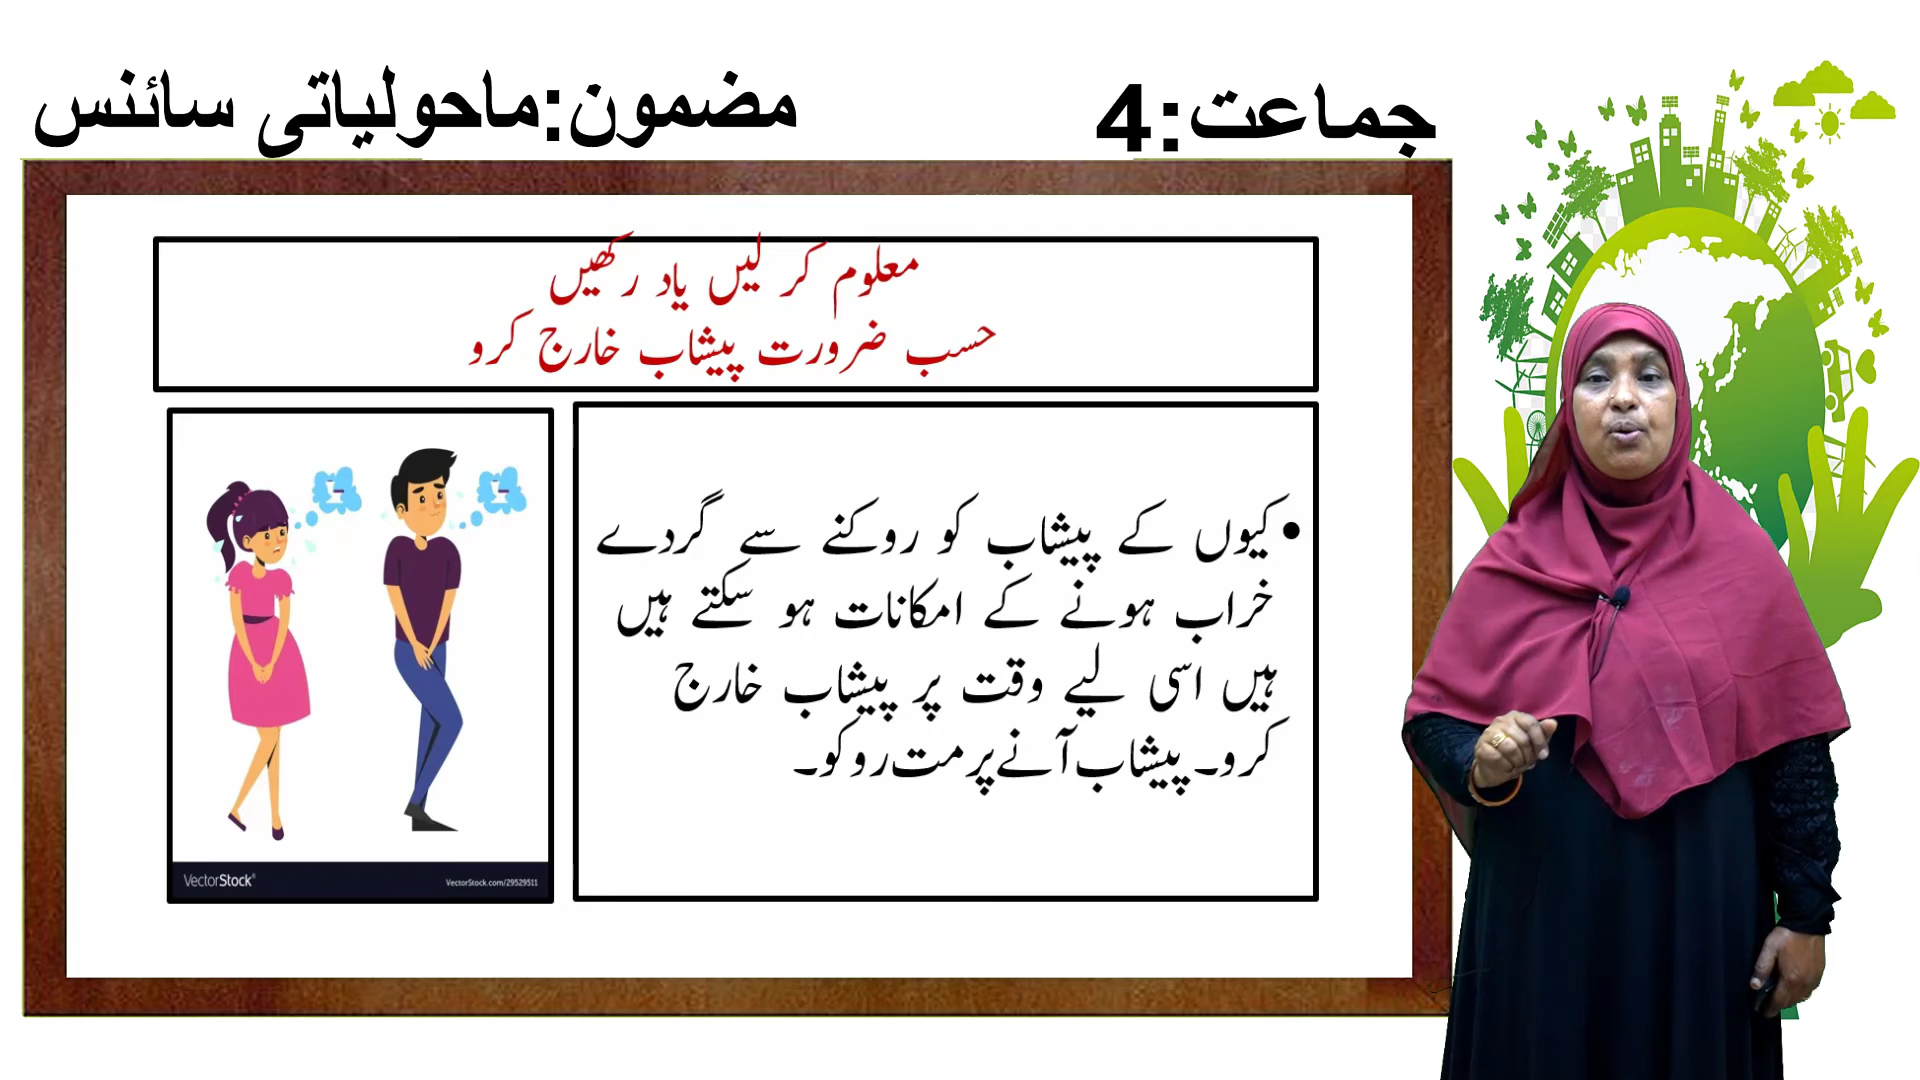 جماعت:4
مضمون:ماحولیاتی سائنس
معلوم کر لیں یاد رکھیں
حسب ضرورت پیشاب خارج کرو
• کیوں کے پیشاب کو روکنے سے گردے
خراب ہونے کے امکانات ہو سکتے ہیں
ہیں اسی لیے وقت پر پیشاب خارج
کرو۔ پیشاب آنے پر مت روکو۔
VectorStock®
VectorStock.com/29529511